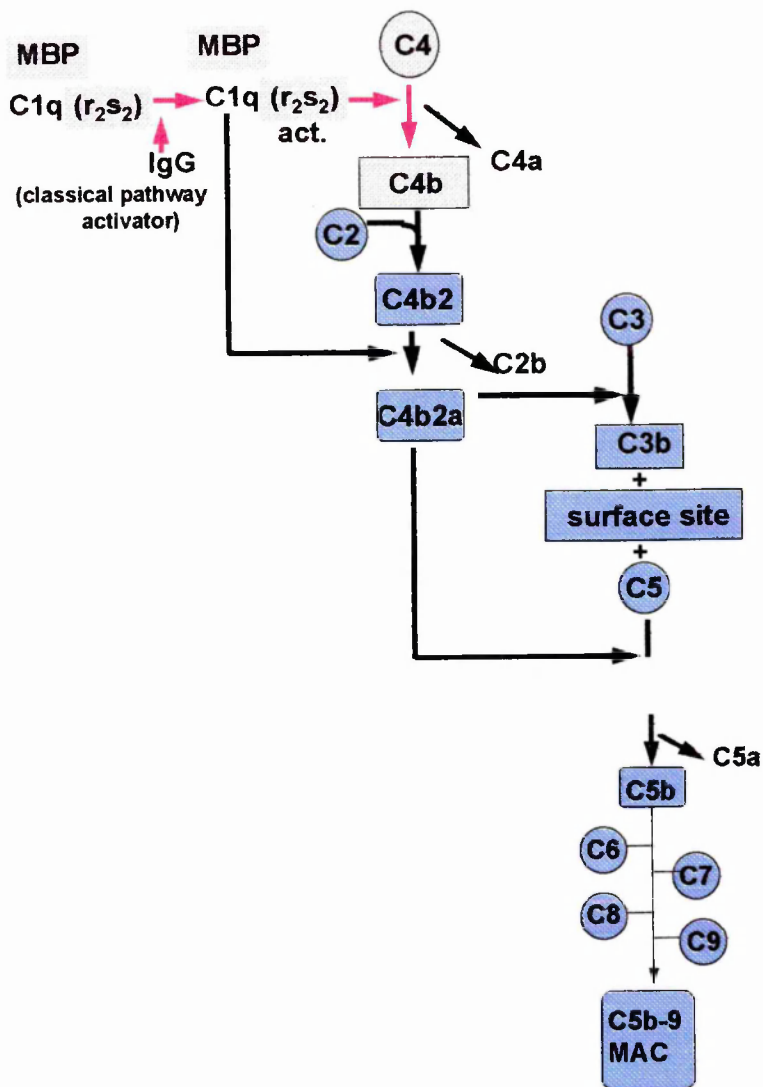 MBP
MBP
C4
C1q (r₂s₂)
C1q (r₂s₂)
act.
IgG
(classical pathway
activator)
C4a
C4b
C2
C4b2
C3
C2b
C4b2a
C3b
+
surface site
+
C5
C5a
C5b
C6
C7
C8
C9
C5b-9
MAC